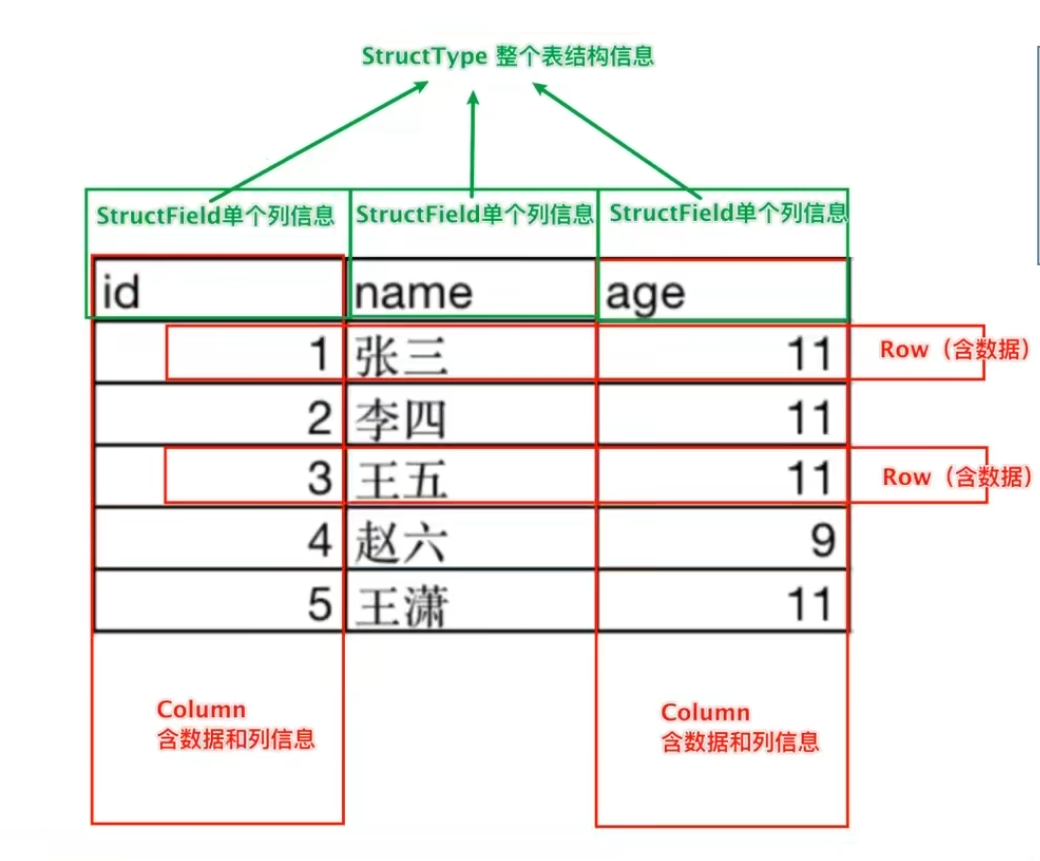 StructType 整个表结构信息
StructField单个列信息 StructField单个列信息 StructField单个列信息
id name age
1 张三 11 Row（含数据）
2 李四 11
3 王五 11 Row（含数据）
4 赵六 9
5 王潇 11
Column Column
含数据和列信息 含数据和列信息